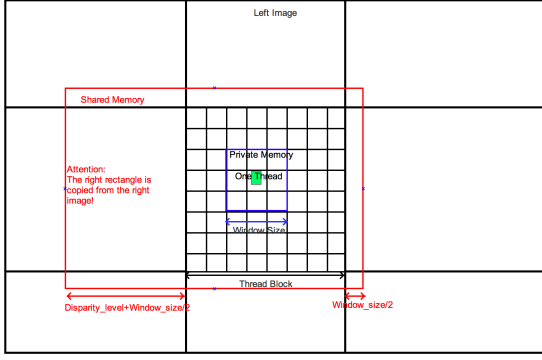 Left Image
Shared Memory
Private Memory
Attention:
The right rectangle is
copied from the right
image!
One Thread
Window Size
Thread Block
Disparity_level+Window_size/2
Window_size/2